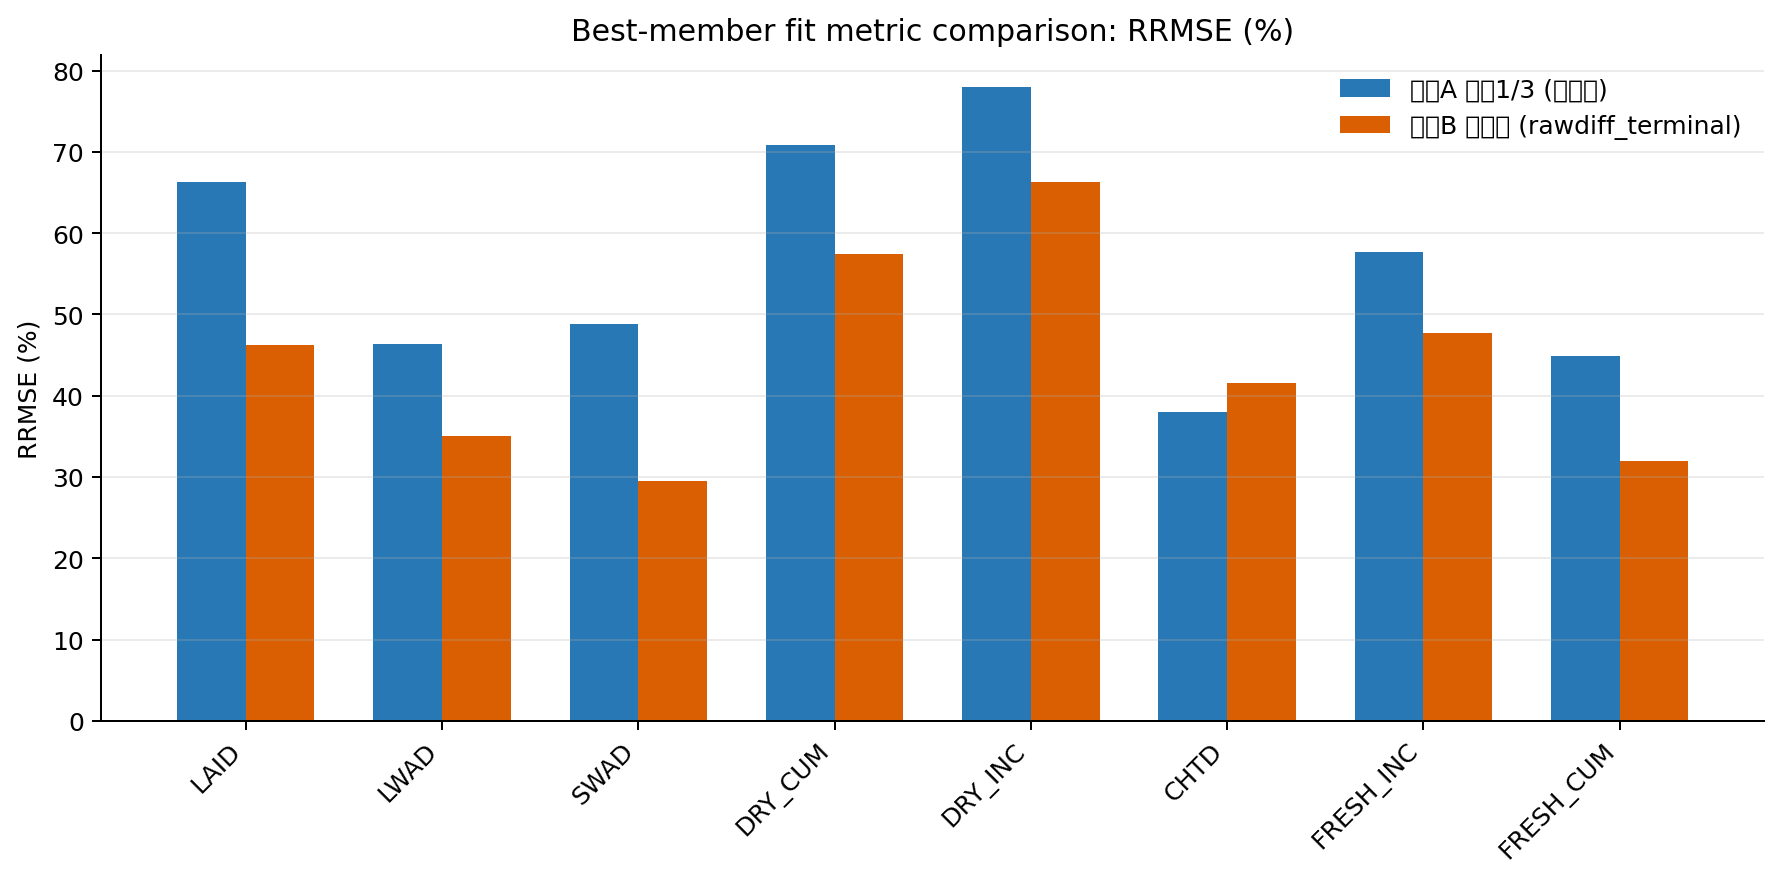 Best-member fit metric comparison: RRMSE (%)
RRMSE (%)
80
70
60
50
40
30
20
10
0
□□A □□1/3 (□□□)
□□B □□□ (rawdiff_terminal)
LAID
LWAD
SWAD
DRY_CUM
DRY_INC
CHTD
FRESH_INC
FRESH_CUM